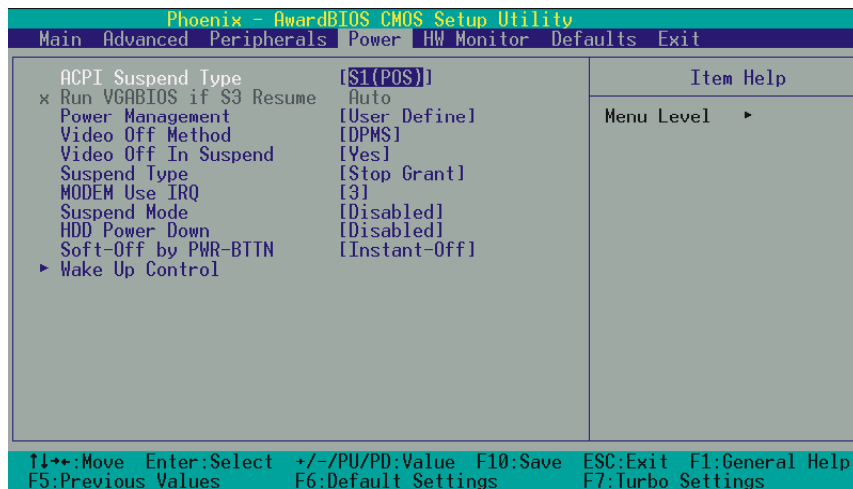 Phoenix - AwardBIOS CMOS Setup Utility
Main Advanced Peripherals Power HW Monitor Defaults Exit
ACPI Suspend Type [S1(POS)]
x Run VGABIOS if S3 Resume Auto
Power Management [User Define]
Video Off Method [DPMS]
Video Off In Suspend [Yes]
Suspend Type [Stop Grant]
MODEM Use IRQ [3]
Suspend Mode [Disabled]
HDD Power Down [Disabled]
Soft-Off by PWR-BTTN [Instant-Off]
► Wake Up Control
Item Help
Menu Level ►
↑↓→←:Move Enter:Select +/-/PU/PD:Value F10:Save ESC:Exit F1:General Help
F5:Previous Values F6:Default Settings F7:Turbo Settings